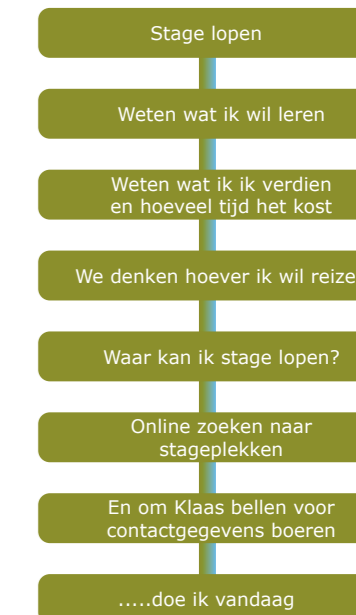 Stage lopen
Weten wat ik wil leren
Weten wat ik ik verdien
en hoeveel tijd het kost
We denken hoever ik wil reize
Waar kan ik stage lopen?
Online zoeken naar
stageplekken
En om Klaas bellen voor
contactgegevens boeren
.....doe ik vandaag